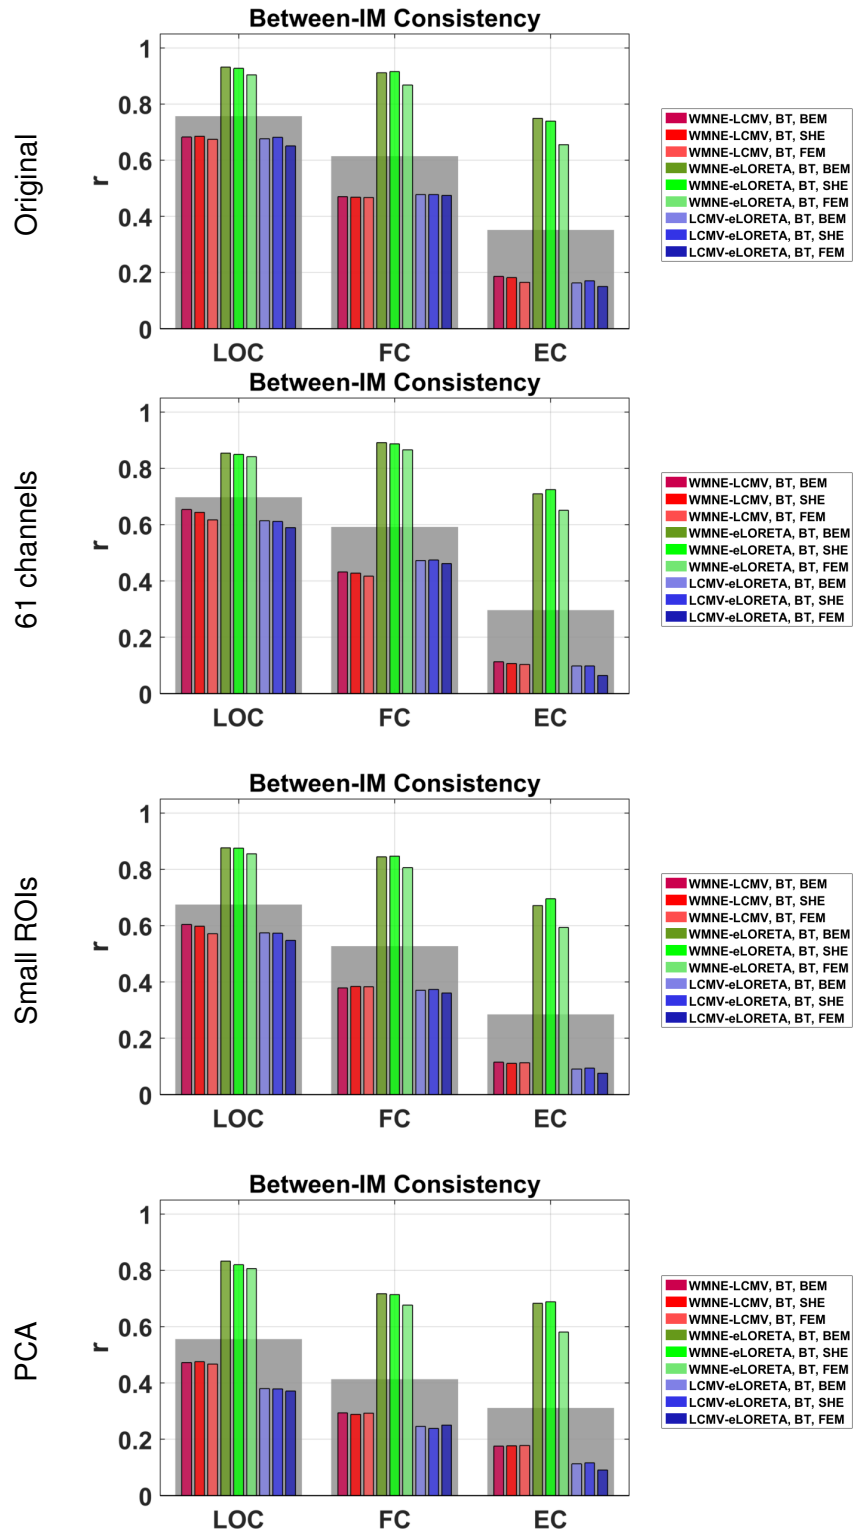 Between-IM Consistency
Original
r
1
0.8
0.6
0.4
0.2
0
LOC FC EC
WMNE-LCMV, BT, BEM
WMNE-LCMV, BT, SHE
WMNE-LCMV, BT, FEM
WMNE-eLORETA, BT, BEM
WMNE-eLORETA, BT, SHE
WMNE-eLORETA, BT, FEM
LCMV-eLORETA, BT, BEM
LCMV-eLORETA, BT, SHE
LCMV-eLORETA, BT, FEM
Between-IM Consistency
61 channels
r
1
0.8
0.6
0.4
0.2
0
LOC FC EC
WMNE-LCMV, BT, BEM
WMNE-LCMV, BT, SHE
WMNE-LCMV, BT, FEM
WMNE-eLORETA, BT, BEM
WMNE-eLORETA, BT, SHE
WMNE-eLORETA, BT, FEM
LCMV-eLORETA, BT, BEM
LCMV-eLORETA, BT, SHE
LCMV-eLORETA, BT, FEM
Between-IM Consistency
Small ROIs
r
1
0.8
0.6
0.4
0.2
0
LOC FC EC
WMNE-LCMV, BT, BEM
WMNE-LCMV, BT, SHE
WMNE-LCMV, BT, FEM
WMNE-eLORETA, BT, BEM
WMNE-eLORETA, BT, SHE
WMNE-eLORETA, BT, FEM
LCMV-eLORETA, BT, BEM
LCMV-eLORETA, BT, SHE
LCMV-eLORETA, BT, FEM
Between-IM Consistency
PCA
r
1
0.8
0.6
0.4
0.2
0
LOC FC EC
WMNE-LCMV, BT, BEM
WMNE-LCMV, BT, SHE
WMNE-LCMV, BT, FEM
WMNE-eLORETA, BT, BEM
WMNE-eLORETA, BT, SHE
WMNE-eLORETA, BT, FEM
LCMV-eLORETA, BT, BEM
LCMV-eLORETA, BT, SHE
LCMV-eLORETA, BT, FEM